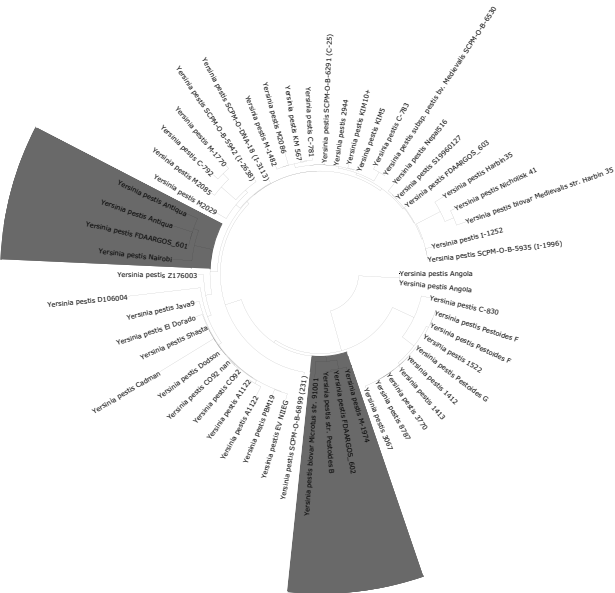 Yersinia pestis SCPM-O-B-6291 (C-25)
Yersinia pestis 2944
Yersinia pestis KIM10+
Yersinia pestis KIM5
Yersinia pestis C-783
Yersinia pestis subsp. pestis bv. Medievalis SCPM-O-B-6530
Yersinia pestis Nepal516
Yersinia pestis S19960127
Yersinia pestis FDAARGOS_603
Yersinia pestis Harbin35
Yersinia pestis Nicholisk 41
Yersinia pestis biovar Medievalis str. Harbin 35
Yersinia pestis I-1252
Yersinia pestis SCPM-O-B-5935 (I-1996)
Yersinia pestis Angola
Yersinia pestis Angola
Yersinia pestis C-830
Yersinia pestis Pestoides F
Yersinia pestis Pestoides F
Yersinia pestis 1522
Yersinia pestis Pestoides G
Yersinia pestis 1412
Yersinia pestis 1413
Yersinia pestis 3770
Yersinia pestis 8787
Yersinia pestis 3067
Yersinia pestis M-1974
Yersinia pestis FDAARGOS_602
Yersinia pestis str. Pestoides B
Yersinia pestis biovar Microtus str. 91001
Yersinia pestis SCPM-O-B-6899 (231)
Yersinia pestis EV NIIEG
Yersinia pestis PBM19
Yersinia pestis A1122
Yersinia pestis A1122
Yersinia pestis CO92
Yersinia pestis CO92 nan
Yersinia pestis Dodson
Yersinia pestis Cadman
Yersinia pestis Shasta
Yersinia pestis El Dorado
Yersinia pestis Java9
Yersinia pestis D106004
Yersinia pestis Z176003
Yersinia pestis Nairobi
Yersinia pestis FDAARGOS_601
Yersinia pestis Antiqua
Yersinia pestis Antiqua
Yersinia pestis M2029
Yersinia pestis M2085
Yersinia pestis C-792
Yersinia pestis M-1770
Yersinia pestis SCPM-O-B-5942 (I-2638)
Yersinia pestis SCPM-O-DNA-18 (I-3113)
Yersinia pestis M-1482
Yersinia pestis M2086
Yersinia pestis KM 567
Yersinia pestis C-781